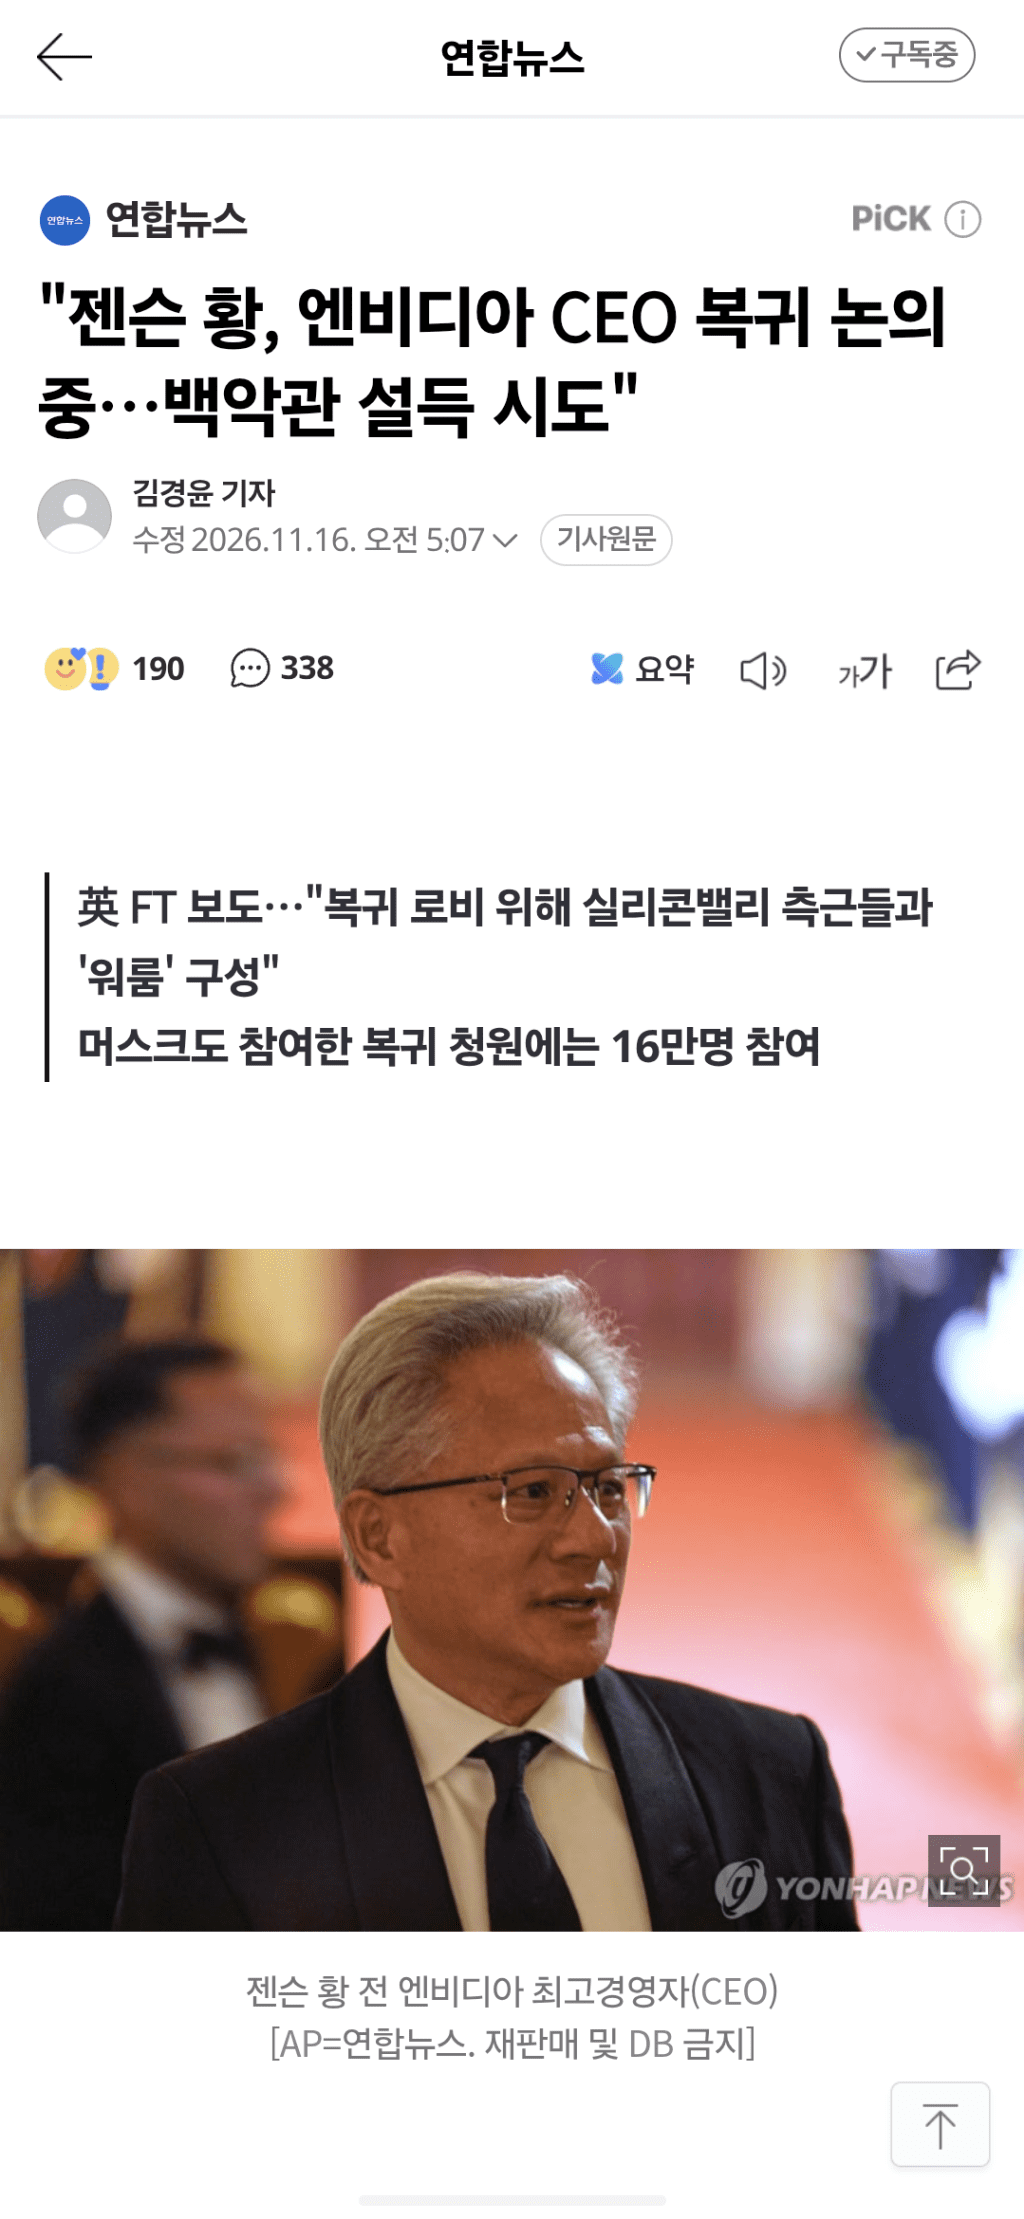 연합뉴스
구독중
연합뉴스
연합뉴스
PiCK
"젠슨 황, 엔비디아 CEO 복귀 논의
중…백악관 설득 시도"
김경윤 기자
수정 2026.11.16. 오전 5:07
기사원문
190
338
요약
가가
英 FT 보도…"복귀 로비 위해 실리콘밸리 측근들과
'워룸' 구성"
머스크도 참여한 복귀 청원에는 16만명 참여
YONHAPNEWS
젠슨 황 전 엔비디아 최고경영자(CEO)
[AP=연합뉴스. 재판매 및 DB 금지]